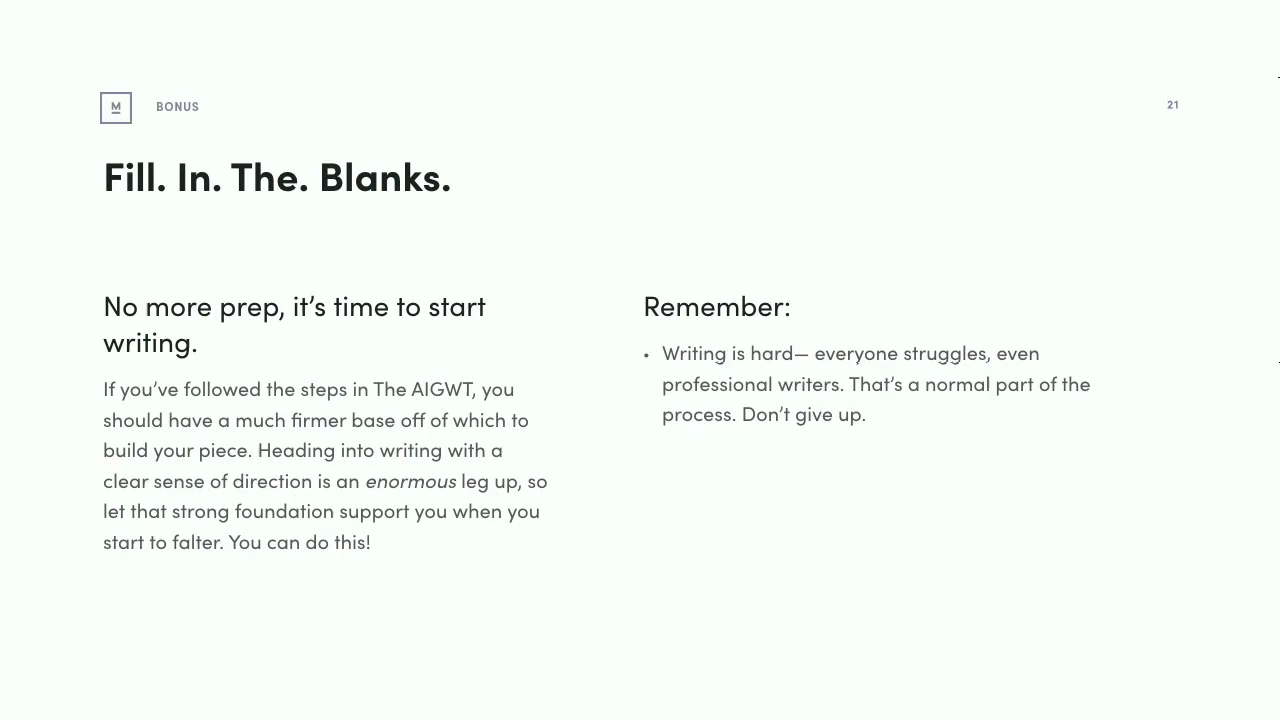 M
BONUS
21
Fill. In. The. Blanks.
No more prep, it’s time to start
writing.
If you’ve followed the steps in The AIGWT, you
should have a much firmer base off of which to
build your piece. Heading into writing with a
clear sense of direction is an enormous leg up, so
let that strong foundation support you when you
start to falter. You can do this!
Remember:
• Writing is hard— everyone struggles, even
professional writers. That’s a normal part of the
process. Don’t give up.